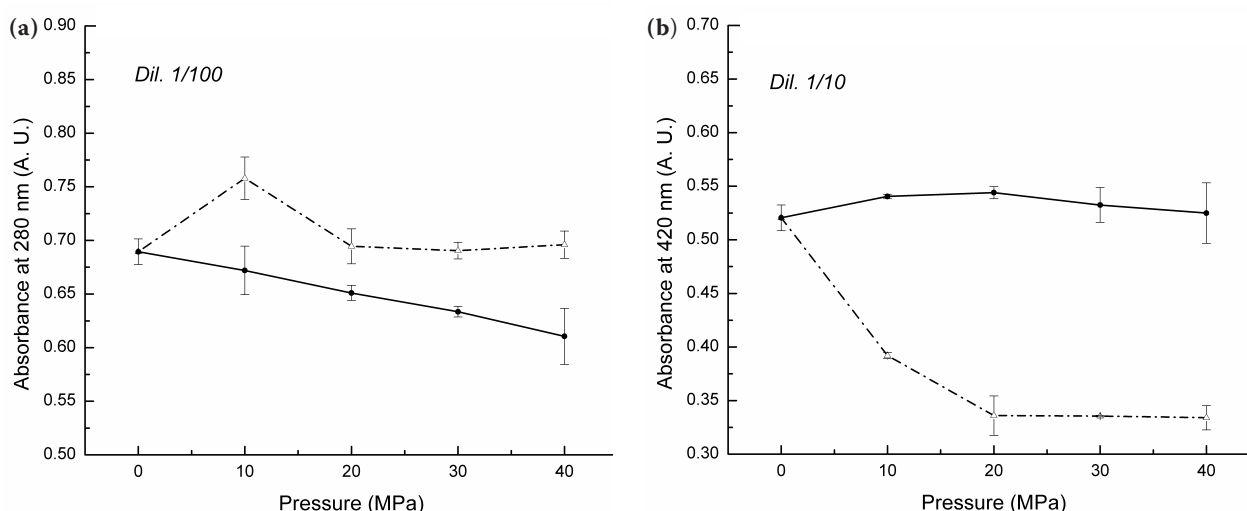 (a)
Dil. 1/100
Absorbance at 280 nm (A. U.)
0.90
0.85
0.80
0.75
0.70
0.65
0.60
0.55
0.50
0 10 20 30 40
Pressure (MPa)
(b)
Dil. 1/10
Absorbance at 420 nm (A. U.)
0.70
0.65
0.60
0.55
0.50
0.45
0.40
0.35
0.30
0 10 20 30 40
Pressure (MPa)